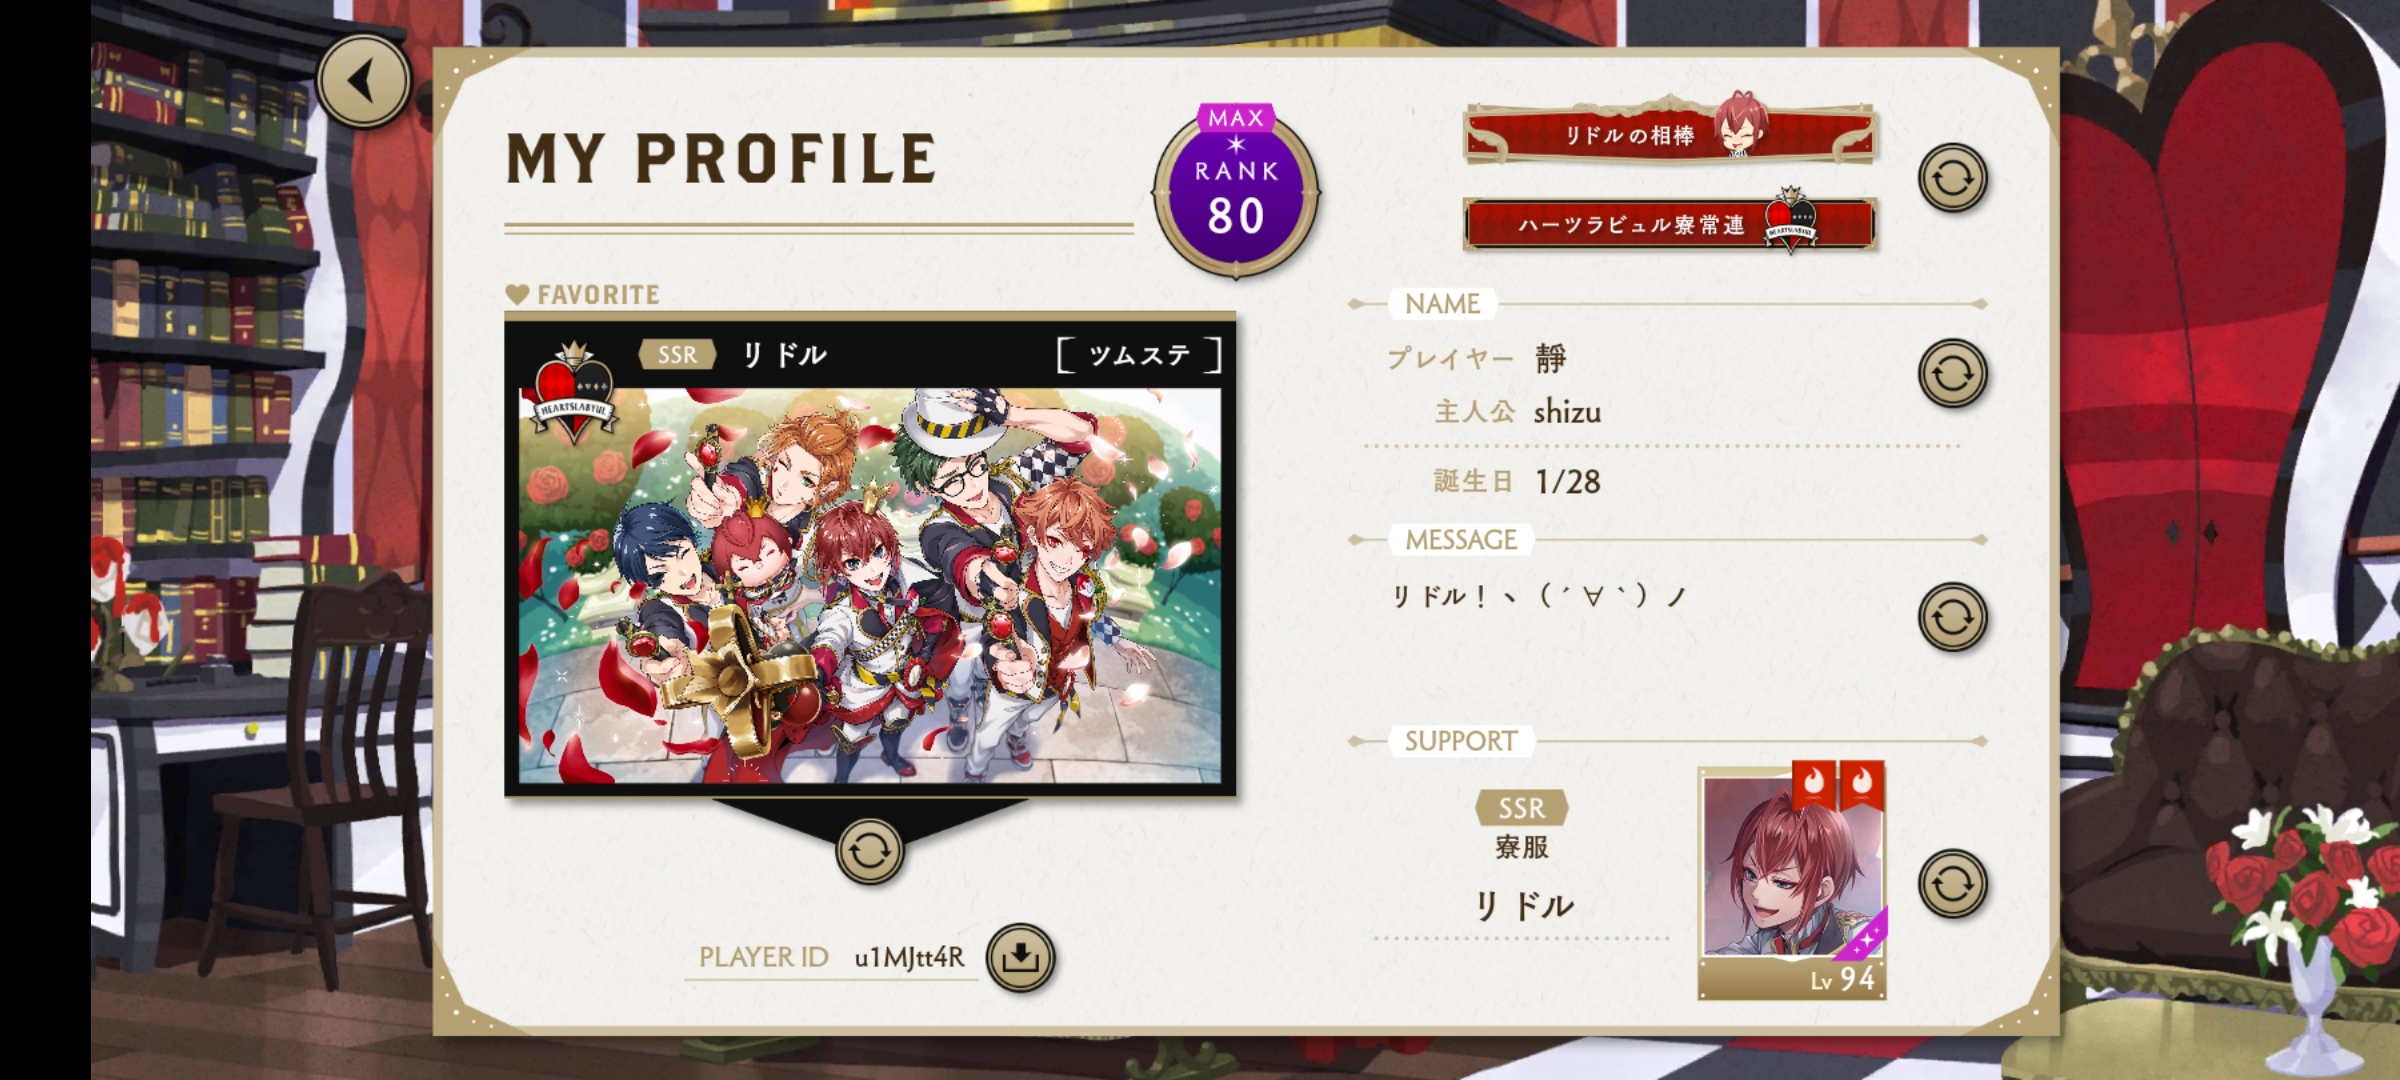 MY PROFILE
MAX
RANK
80
リドルの相棒
ハーツラビュル寮常連
HEARTSLABYUL
FAVORITE
SSR リドル [ ツムステ ]
HEARTSLABYUL
NAME
プレイヤー 靜
主人公 shizu
誕生日 1/28
MESSAGE
リドル！ヽ（´∀｀）ノ
SUPPORT
SSR
寮服
リドル
Lv 94
PLAYER ID u1MJtt4R